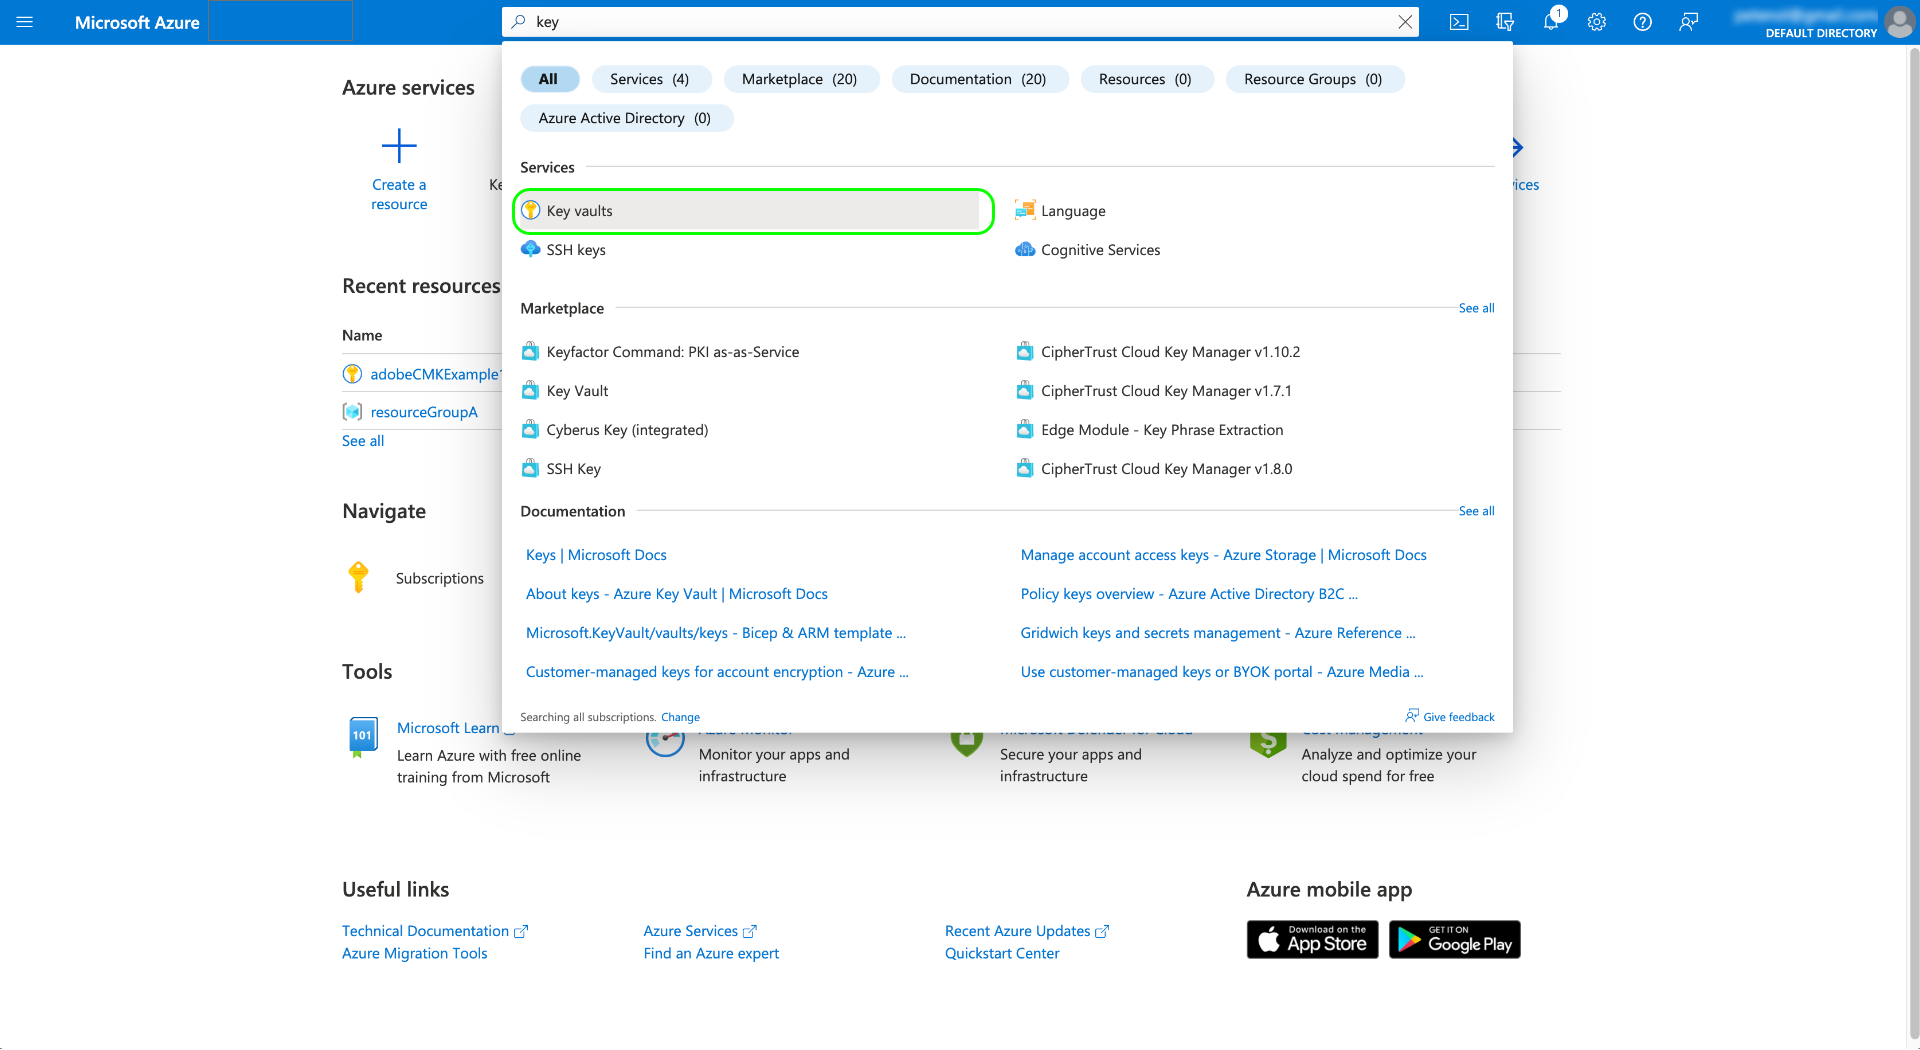 Microsoft Azure
key
1
DEFAULT DIRECTORY
All
Services (4)
Marketplace (20)
Documentation (20)
Resources (0)
Resource Groups (0)
Azure Active Directory (0)
Azure services
Create a
resource
Ke
ices
Services
Key vaults
Language
SSH keys
Cognitive Services
Recent resources
Name
adobeCMKExample
resourceGroupA
See all
Marketplace
See all
Keyfactor Command: PKI as-as-Service
CipherTrust Cloud Key Manager v1.10.2
Key Vault
CipherTrust Cloud Key Manager v1.7.1
Cyberus Key (integrated)
Edge Module - Key Phrase Extraction
SSH Key
CipherTrust Cloud Key Manager v1.8.0
Documentation
See all
Keys | Microsoft Docs
Manage account access keys - Azure Storage | Microsoft Docs
About keys - Azure Key Vault | Microsoft Docs
Policy keys overview - Azure Active Directory B2C ...
Microsoft.KeyVault/vaults/keys - Bicep & ARM template ...
Gridwich keys and secrets management - Azure Reference ...
Customer-managed keys for account encryption - Azure ...
Use customer-managed keys or BYOK portal - Azure Media ...
Searching all subscriptions. Change
Give feedback
Navigate
Subscriptions
Tools
101
Microsoft Learn
Learn Azure with free online
training from Microsoft
Azure Monitor
Monitor your apps and
infrastructure
Microsoft Defender for Cloud
Secure your apps and
infrastructure
Cost Management
Analyze and optimize your
cloud spend for free
Useful links
Technical Documentation
Azure Services
Recent Azure Updates
Azure Migration Tools
Find an Azure expert
Quickstart Center
Azure mobile app
Download on the
App Store
GET IT ON
Google Play